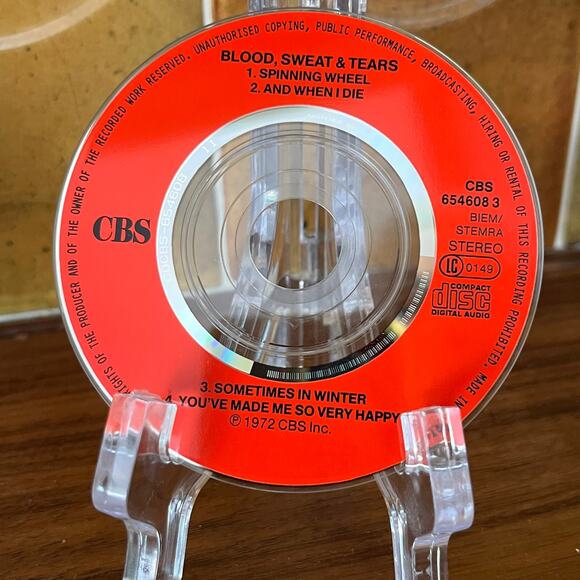 RIGHTS OF THE PRODUCER AND OF THE OWNER OF THE RECORDED WORK RESERVED. UNAUTHORISED COPYING, PUBLIC PERFORMANCE, BROADCASTING, HIRING OR RENTAL OF THIS RECORDING PROHIBITED. MADE IN
BLOOD, SWEAT & TEARS
1. SPINNING WHEEL
2. AND WHEN I DIE
CBS
CBS
654608 3
BIEM/
STEMRA
STEREO
LC 0149
COMPACT
disc
DIGITAL AUDIO
3. SOMETIMES IN WINTER
4. YOU'VE MADE ME SO VERY HAPPY
℗ 1972 CBS Inc.